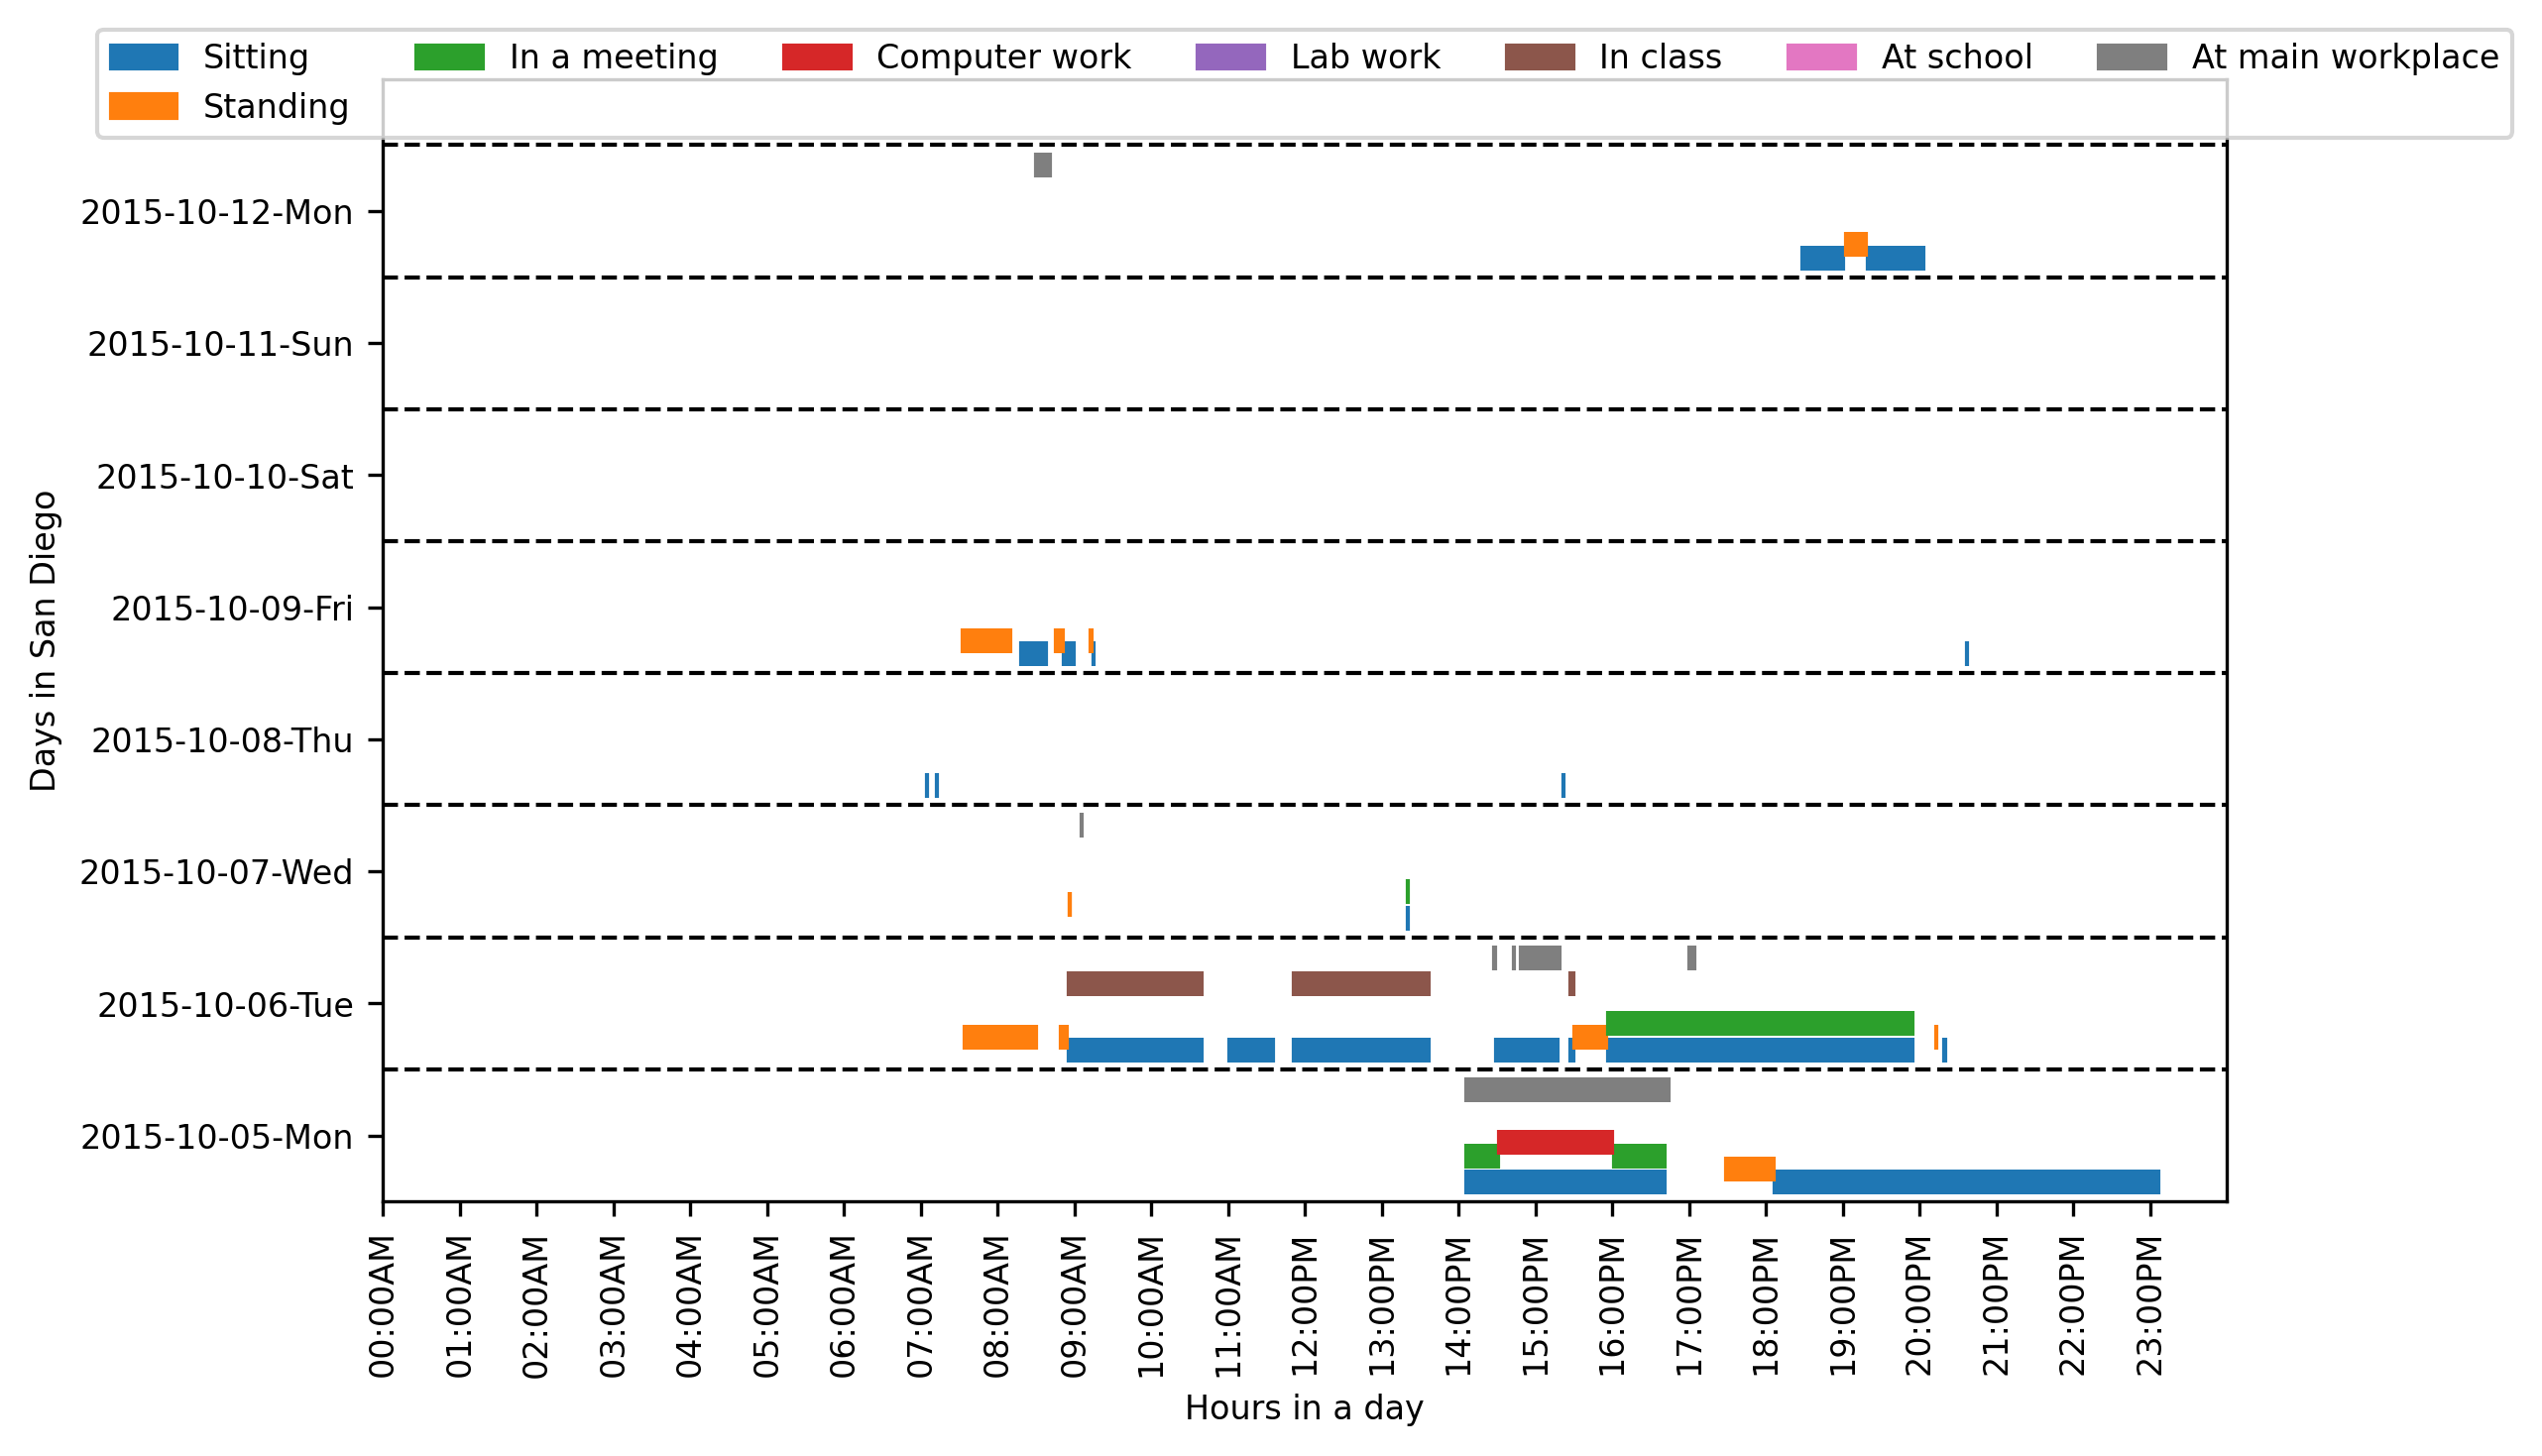 Sitting In a meeting Computer work Lab work In class At school At main workplace
Standing
2015-10-12-Mon
2015-10-11-Sun
2015-10-10-Sat
2015-10-09-Fri
2015-10-08-Thu
2015-10-07-Wed
2015-10-06-Tue
2015-10-05-Mon
Days in San Diego
00:00AM 01:00AM 02:00AM 03:00AM 04:00AM 05:00AM 06:00AM 07:00AM 08:00AM 09:00AM 10:00AM 11:00AM 12:00PM 13:00PM 14:00PM 15:00PM 16:00PM 17:00PM 18:00PM 19:00PM 20:00PM 21:00PM 22:00PM 23:00PM
Hours in a day